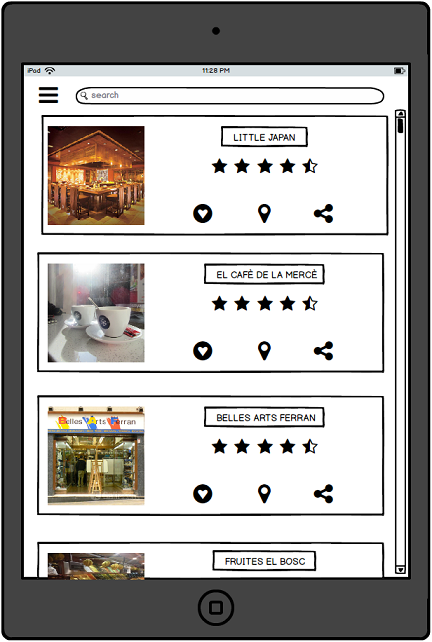 iPod 11:28 PM
search
LITTLE JAPAN
EL CAFÈ DE LA MERCÈ
BELLES ARTS FERRAN
Belles Arts Ferran
FRUITES EL BOSC